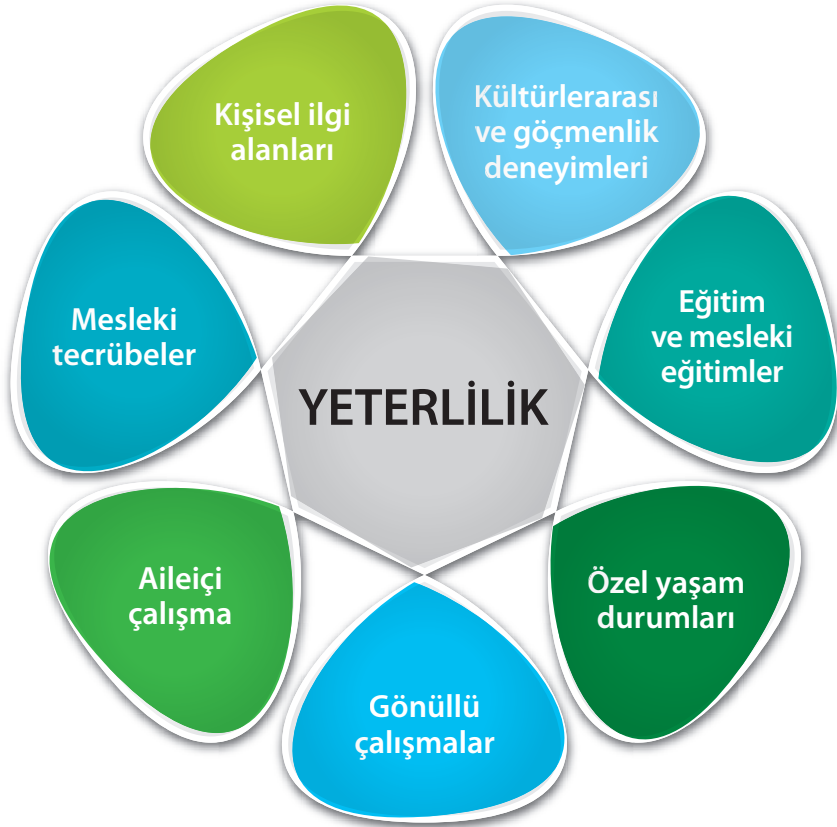 Kişisel ilgi
alanları
Kültürlerarası
ve göçmenlik
deneyimleri
Mesleki
tecrübeler
Eğitim
ve mesleki
eğitimler
YETERLİLİK
Aileiçi
çalışma
Özel yaşam
durumları
Gönüllü
çalışmalar